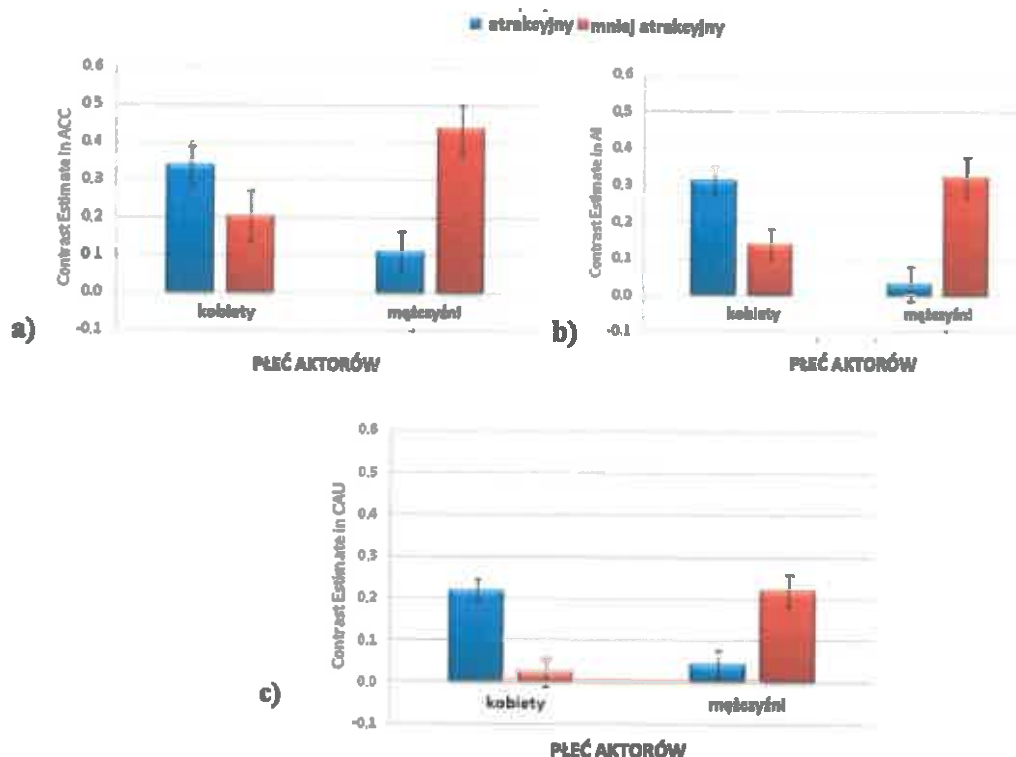 atrakcyjny mniej atrakcyjny
Contrast Estimate in ACC
0.6
0.5
0.4
0.3
0.2
0.1
0.0
-0.1
kobiety mężczyźni
a)
PŁEĆ AKTORÓW
Contrast Estimate in AI
0,6
0,5
0,4
0,3
0,2
0,1
0,0
-0,1
kobiety mężczyźni
b)
PŁEĆ AKTORÓW
Contrast Estimate in CAU
0,6
0,5
0,4
0,3
0,2
0,1
0,0
-0,1
kobiety mężczyźni
c)
PŁEĆ AKTORÓW